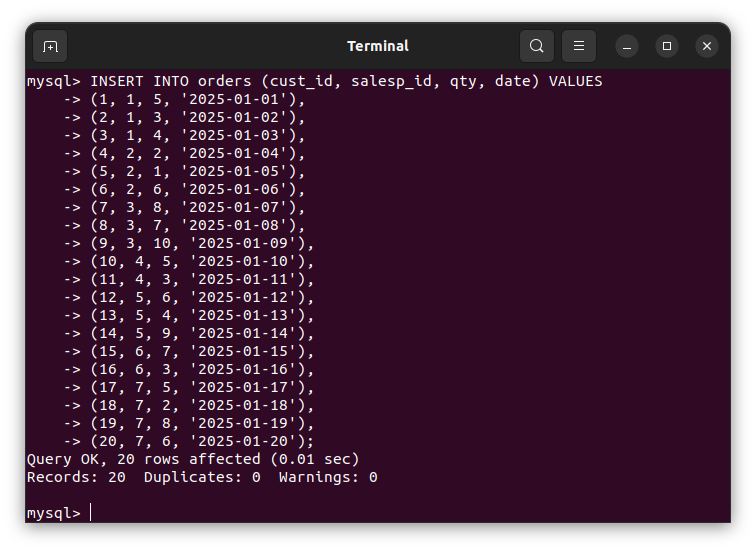 Terminal
mysql> INSERT INTO orders (cust_id, salesp_id, qty, date) VALUES
    -> (1, 1, 5, '2025-01-01'),
    -> (2, 1, 3, '2025-01-02'),
    -> (3, 1, 4, '2025-01-03'),
    -> (4, 2, 2, '2025-01-04'),
    -> (5, 2, 1, '2025-01-05'),
    -> (6, 2, 6, '2025-01-06'),
    -> (7, 3, 8, '2025-01-07'),
    -> (8, 3, 7, '2025-01-08'),
    -> (9, 3, 10, '2025-01-09'),
    -> (10, 4, 5, '2025-01-10'),
    -> (11, 4, 3, '2025-01-11'),
    -> (12, 5, 6, '2025-01-12'),
    -> (13, 5, 4, '2025-01-13'),
    -> (14, 5, 9, '2025-01-14'),
    -> (15, 6, 7, '2025-01-15'),
    -> (16, 6, 3, '2025-01-16'),
    -> (17, 7, 5, '2025-01-17'),
    -> (18, 7, 2, '2025-01-18'),
    -> (19, 7, 8, '2025-01-19'),
    -> (20, 7, 6, '2025-01-20');
Query OK, 20 rows affected (0.01 sec)
Records: 20  Duplicates: 0  Warnings: 0
mysql>